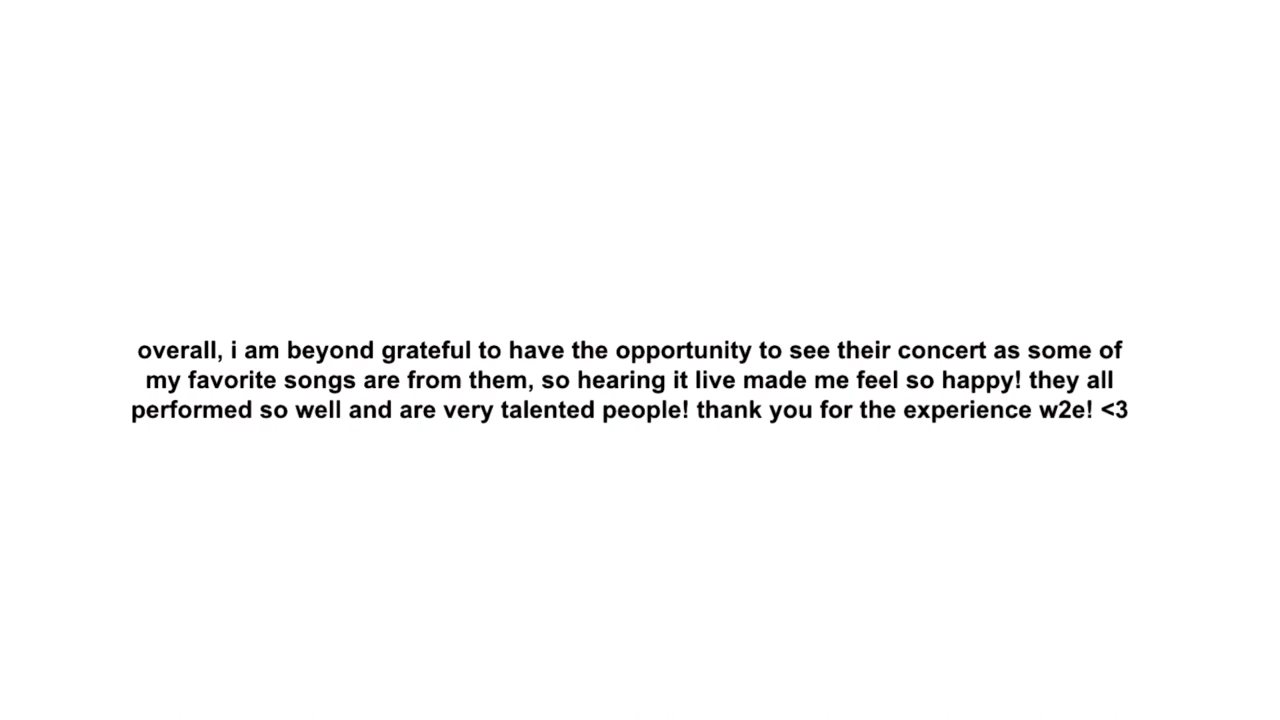 overall, i am beyond grateful to have the opportunity to see their concert as some of
my favorite songs are from them, so hearing it live made me feel so happy! they all
performed so well and are very talented people! thank you for the experience w2e! <3